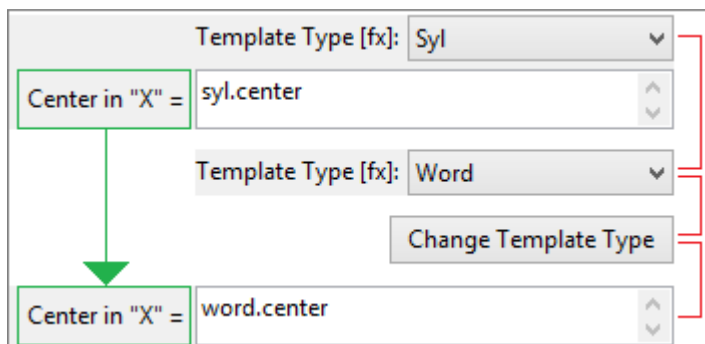 Template Type [fx]: Syl
Center in "X" = syl.center
Template Type [fx]: Word
Change Template Type
Center in "X" = word.center